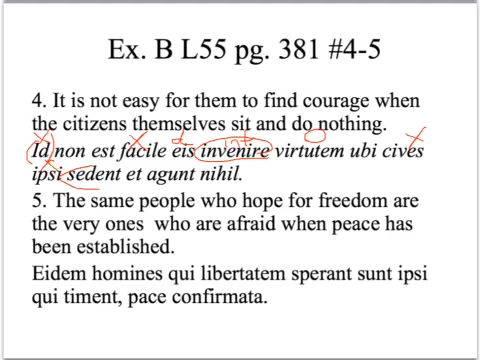 Ex. B L55 pg. 381 #4-5
4. It is not easy for them to find courage when
the citizens themselves sit and do nothing.
Id non est facile eis invenire virtutem ubi cives
ipsi sedent et agunt nihil.
5. The same people who hope for freedom are
the very ones who are afraid when peace has
been established.
Eidem homines qui libertatem sperant sunt ipsi
qui timent, pace confirmata.